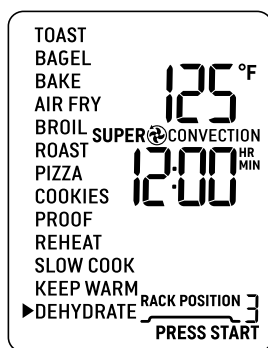 TOAST
BAGEL
BAKE
AIR FRY
BROIL
ROAST
PIZZA
COOKIES
PROOF
REHEAT
SLOW COOK
KEEP WARM
▶DEHYDRATE
125°F
SUPER CONVECTION
12:00 HR MIN
RACK POSITION 3
PRESS START